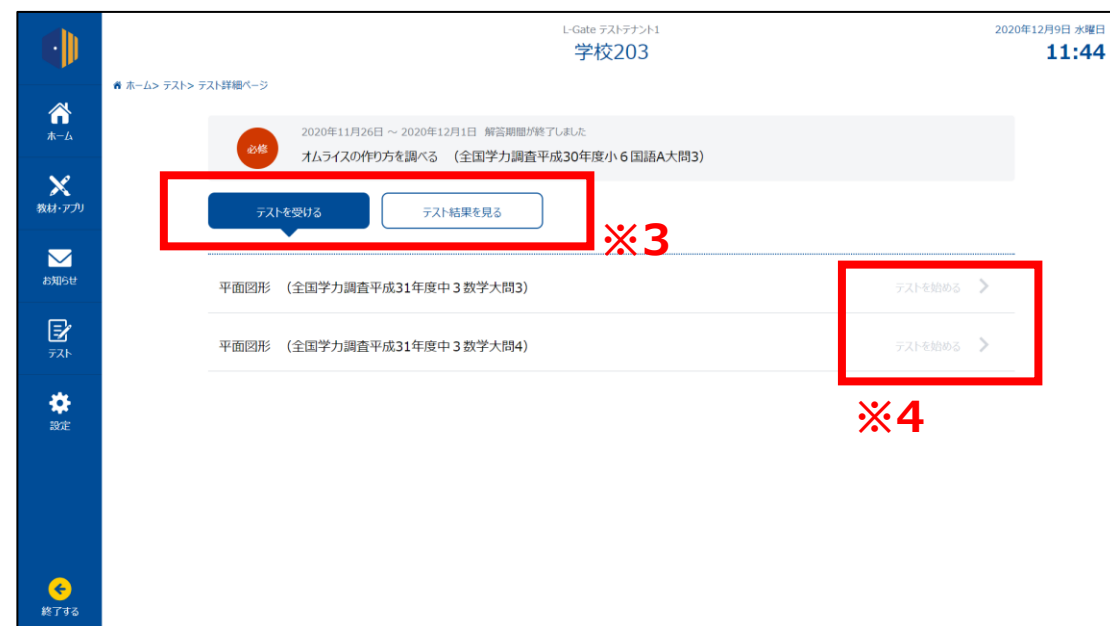 L-Gate テストテナント1
学校203
2020年12月9日 水曜日
11:44
ホーム> テスト> テスト詳細ページ
ホーム
教材・アプリ
お知らせ
テスト
設定
終了する
必修
2020年11月26日 ~ 2020年12月1日 解答期間が終了しました
オムライスの作り方を調べる (全国学力調査平成30年度小6国語A大問3)
テストを受ける
テスト結果を見る
※3
平面図形 (全国学力調査平成31年度中3数学大問3)
テストを始める
平面図形 (全国学力調査平成31年度中3数学大問4)
テストを始める
※4